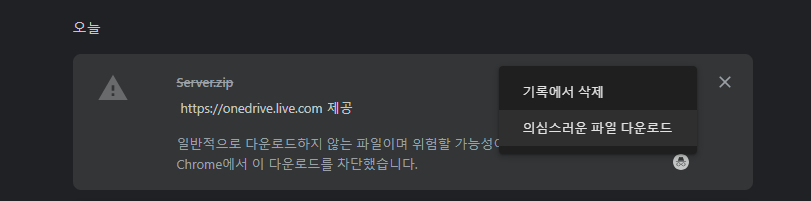 오늘
Server.zip
https://onedrive.live.com 제공
기록에서 삭제
의심스러운 파일 다운로드
일반적으로 다운로드하지 않는 파일이며 위험할 가능성이
Chrome에서 이 다운로드를 차단했습니다.